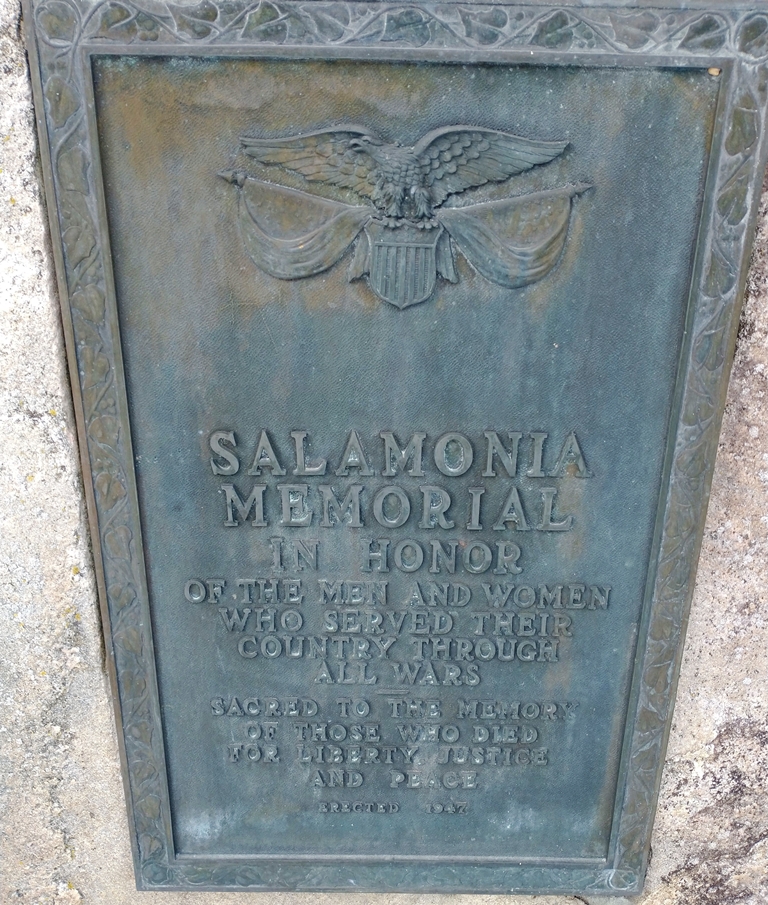 SALAMONIA
MEMORIAL
IN HONOR
OF THE MEN AND WOMEN
WHO SERVED THEIR
COUNTRY THROUGH
ALL WARS
SACRED TO THE MEMORY
OF THOSE WHO DIED
FOR LIBERTY, JUSTICE
AND PEACE
ERECTED 1947